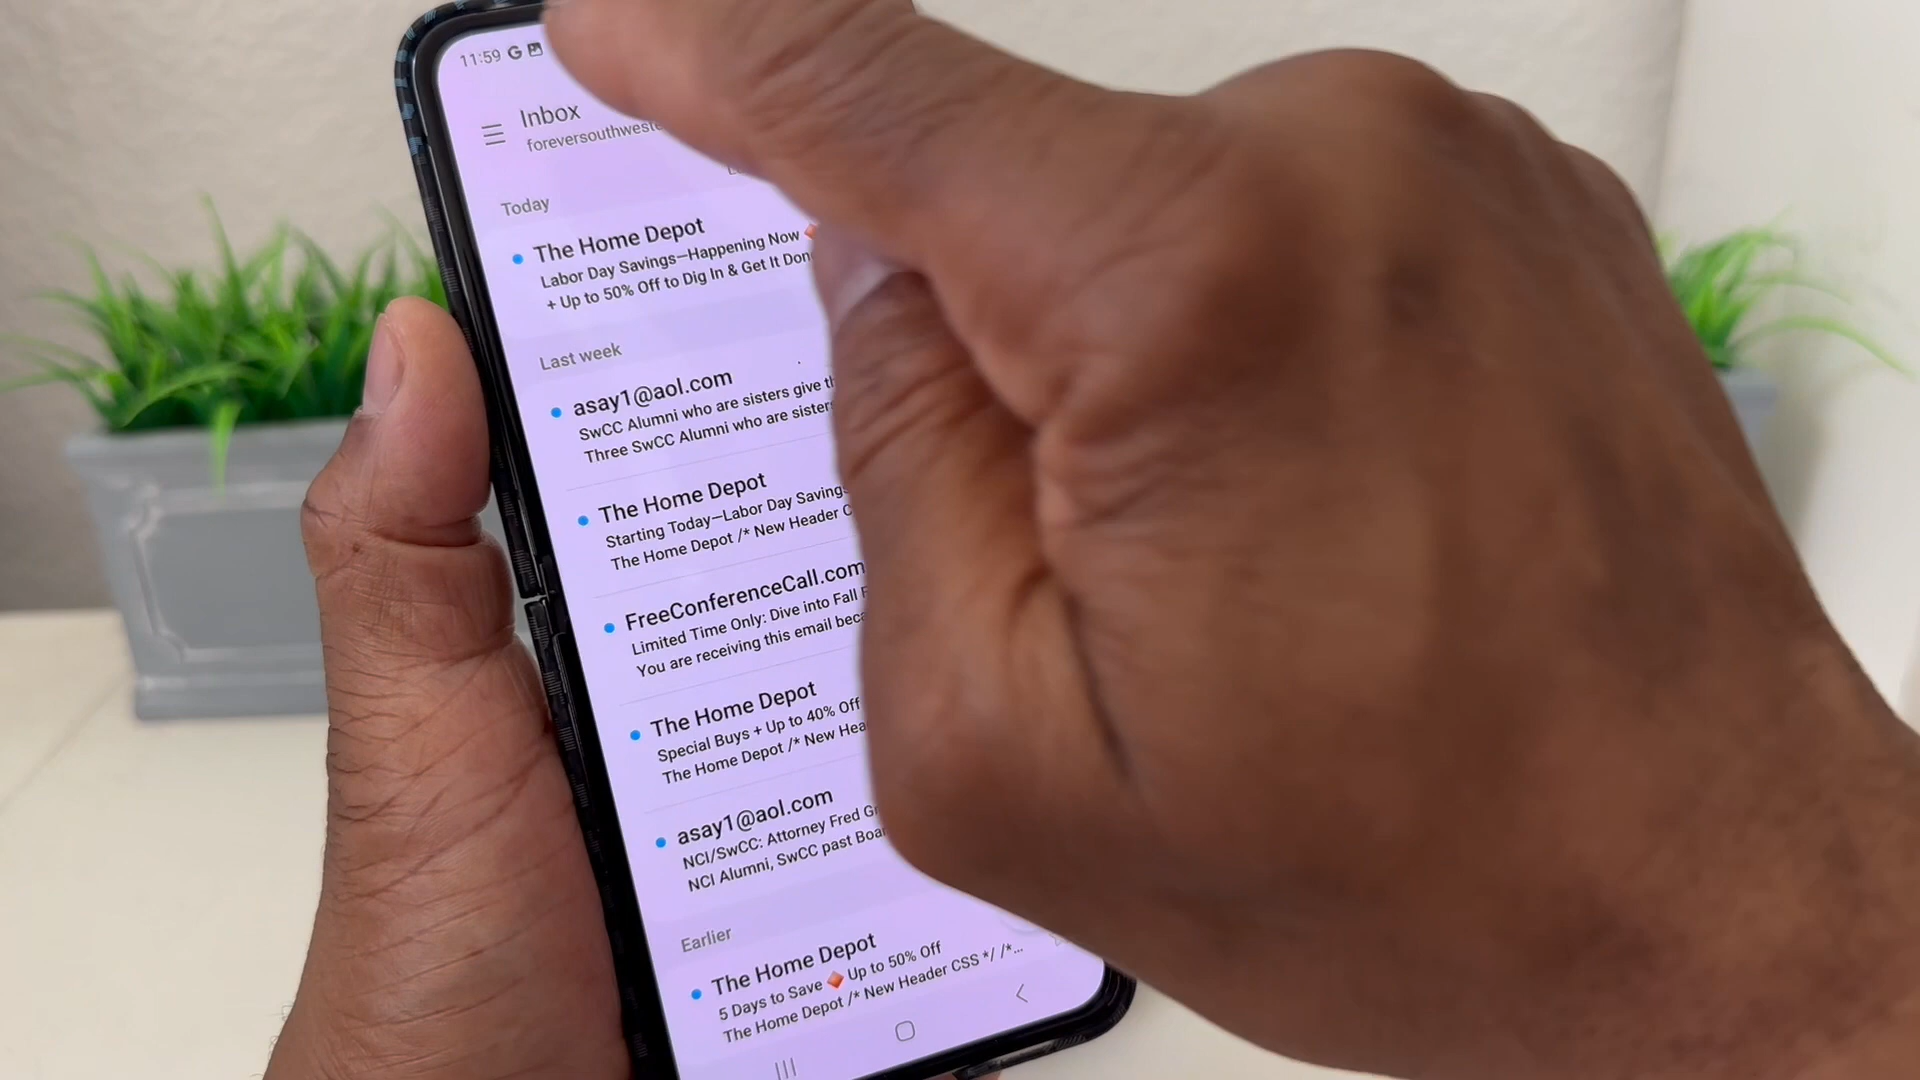 11:59 G
Inbox
foreversouthweste
Today
The Home Depot
Labor Day Savings—Happening Now
+ Up to 50% Off to Dig In & Get It Don
Last week
asay1@aol.com
SwCC Alumni who are sisters give th
Three SwCC Alumni who are sisters
The Home Depot
Starting Today—Labor Day Savings
The Home Depot /* New Header C
FreeConferenceCall.com
Limited Time Only: Dive into Fall F
You are receiving this email beca
The Home Depot
Special Buys + Up to 40% Off
The Home Depot /* New Hea
asay1@aol.com
NCI/SwCC: Attorney Fred Gr
NCI Alumni, SwCC past Boar
Earlier
The Home Depot
5 Days to Save Up to 50% Off
The Home Depot /* New Header CSS */ /*...